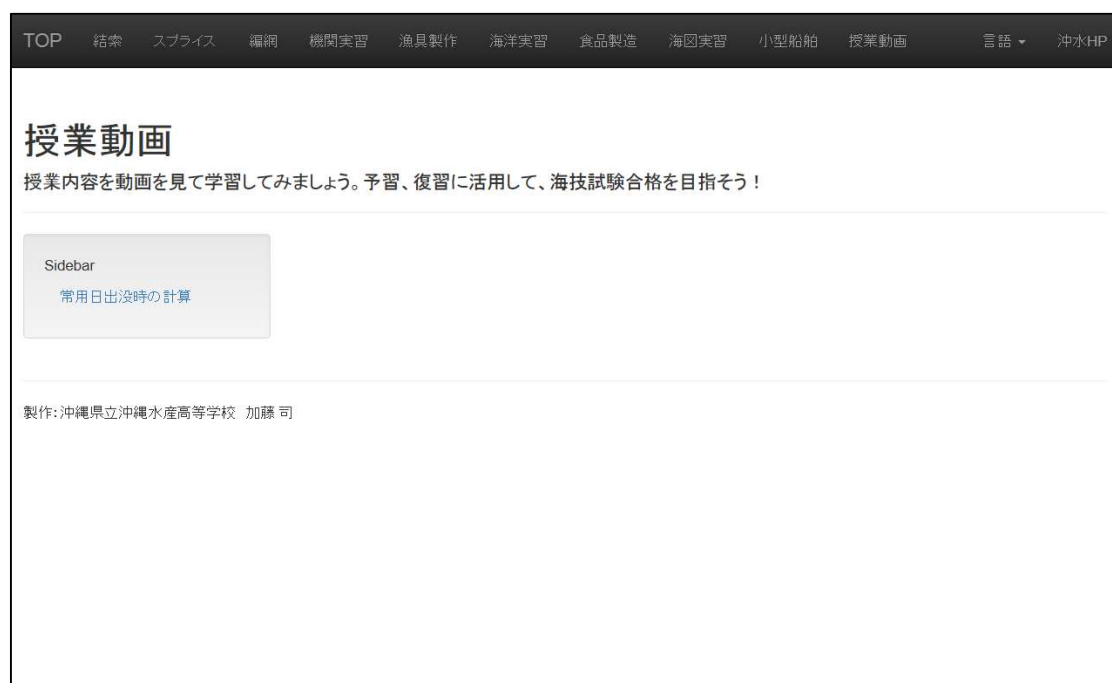 TOP 結索 スプライス 編網 機関実習 漁具製作 海洋実習 食品製造 海図実習 小型船舶 授業動画 言語 沖水HP
授業動画
授業内容を動画を見て学習してみましょう。予習、復習に活用して、海技試験合格を目指そう！
Sidebar
常用日出没時の計算
製作：沖縄県立沖縄水産高等学校 加藤 司